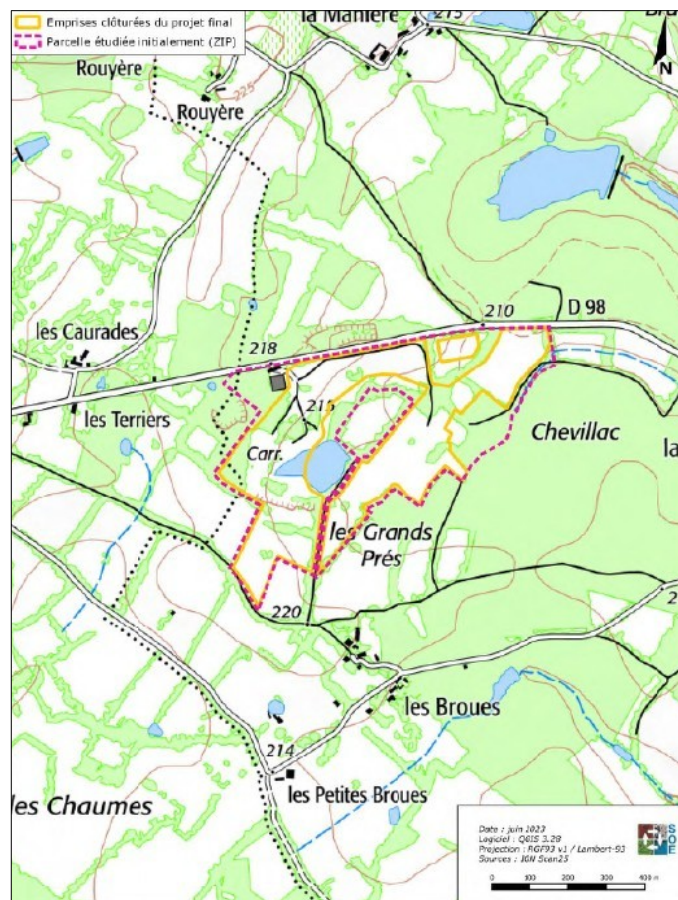 Emprises clôturées du projet final
Parcelle étudiée initialement (ZIP)
la Manière
215
Rouyère
225
Rouyère
N
210
D 98
218
les Caurades
les Terriers
215
Carr.
Chevillac
la
les Grands
Prés
220
2
les Broues
214
les Petites Broues
les Chaumes
Date : juin 2023
Logiciel : QGIS 3.28
Projection : RGF93 v1 / Lambert-93
Sources : IGN Scan25
SOE
0 100 200 300 400 m